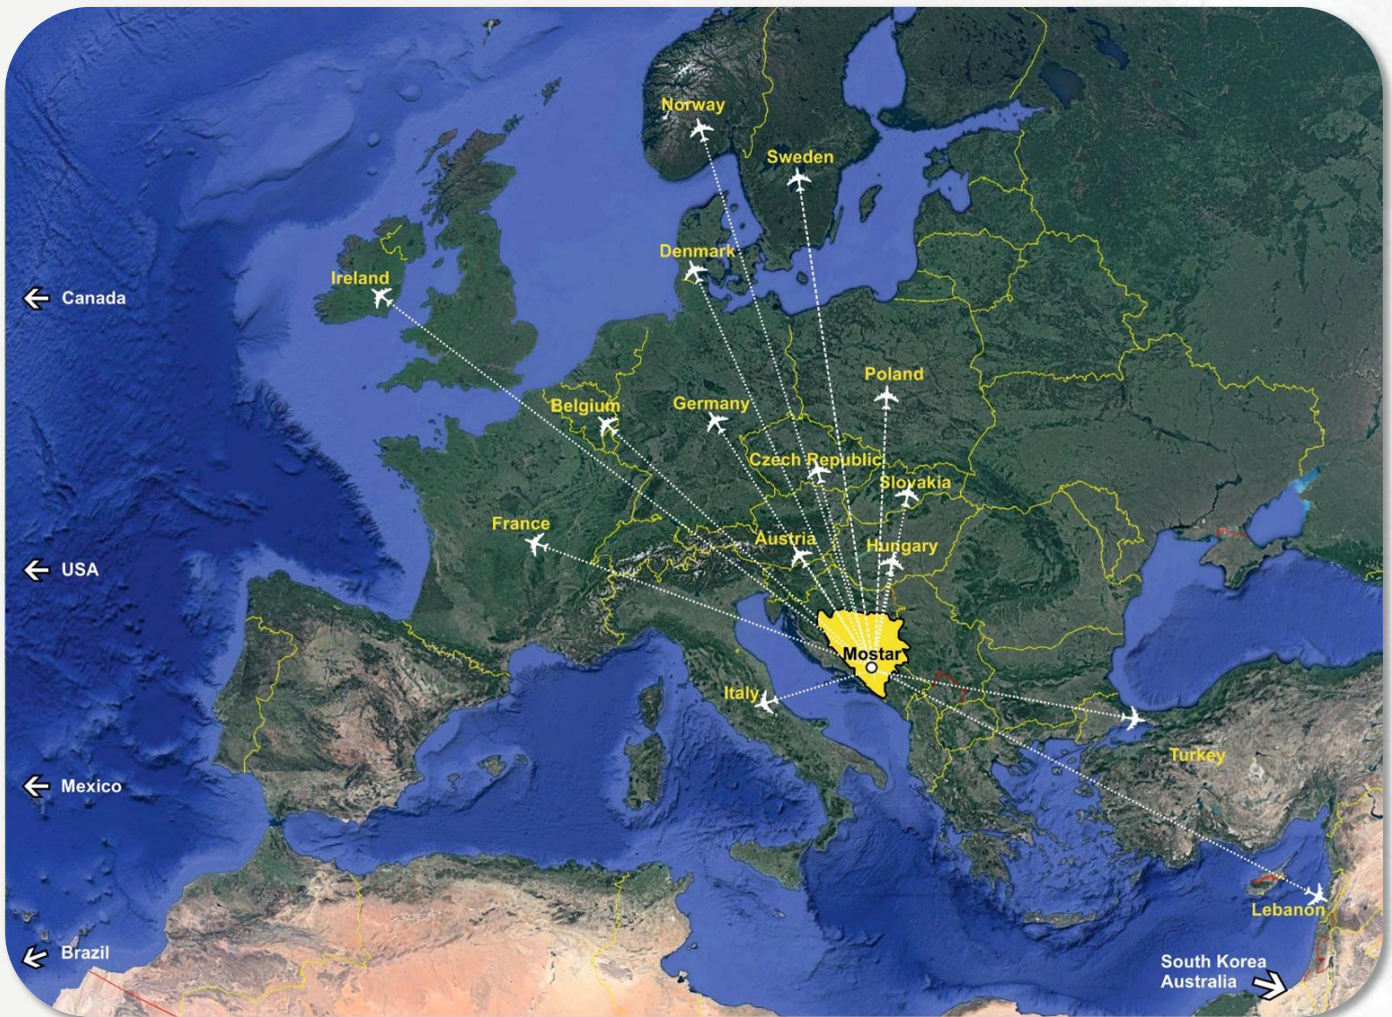 Norway
Sweden
Denmark
Ireland
Canada
Poland
Belgium
Germany
Czech Republic
Slovakia
France
Austria
Hungary
USA
Mostar
Italy
Turkey
Mexico
Lebanon
Brazil
South Korea
Australia